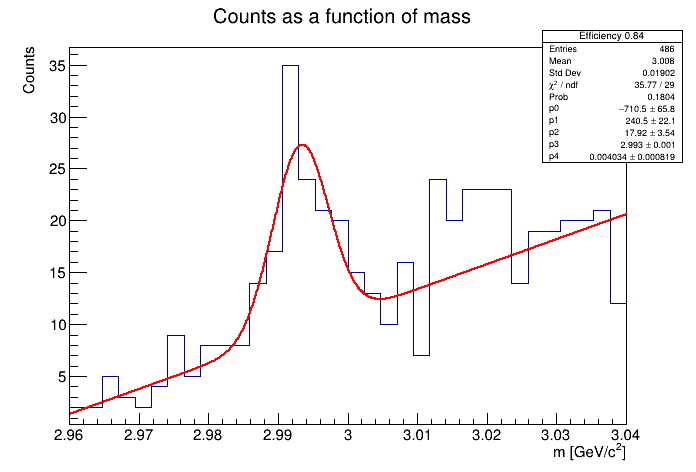 Counts as a function of mass
Efficiency 0.84
Entries 486
Mean 3.008
Std Dev 0.01902
χ² / ndf 35.77 / 29
Prob 0.1804
p0 −710.5 ± 65.8
p1 240.5 ± 22.1
p2 17.92 ± 3.54
p3 2.993 ± 0.001
p4 0.004034 ± 0.000819
Counts
35
30
25
20
15
10
5
2.96 2.97 2.98 2.99 3 3.01 3.02 3.03 3.04
m [GeV/c²]